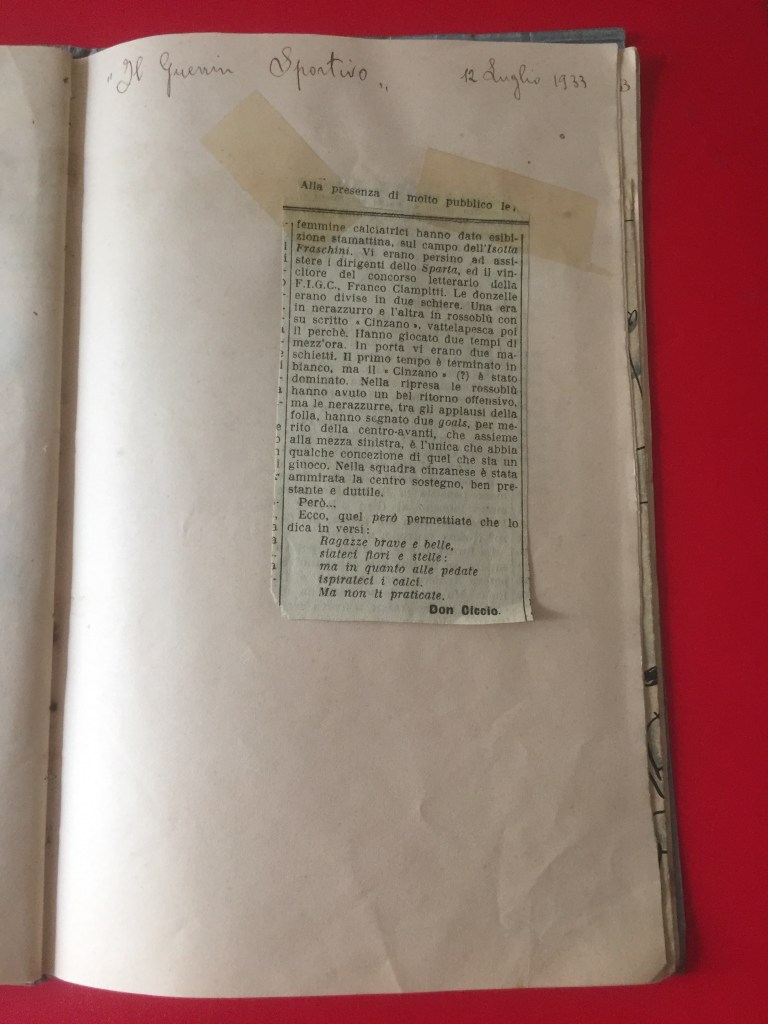 „Il Guerin Sportivo„ 12 Luglio 1933
Alla presenza di molto pubblico le
femmine calciatrici hanno dato esibi-
zione stamattina, sul campo dell'Isotta
Fraschini. Vi erano persino ad assi-
stere i dirigenti dello Sparta, ed il vin-
citore del concorso letterario della
F.I.G.C., Franco Ciampitti. Le donzelle
erano divise in due schiere. Una era
in nerazzurro e l'altra in rossoblù con
su scritto « Cinzano », vattelapesca poi
il perchè. Hanno giocato due tempi di
mezz'ora. In porta vi erano due ma-
schietti. Il primo tempo è terminato in
bianco, ma il « Cinzano » (?) è stato
dominato. Nella ripresa le rossoblù
hanno avuto un bel ritorno offensivo,
ma le nerazzurre, tra gli applausi della
folla, hanno segnato due goals, per me-
rito della centro-avanti, che assieme
alla mezza sinistra, è l'unica che abbia
qualche concezione di quel che sia un
giuoco. Nella squadra cinzanese è stata
ammirata la centro sostegno, ben pre-
stante e duttile.
Però...
Ecco, quel però permettiate che lo
dica in versi:
Ragazze brave e belle,
siateci fiori e stelle:
ma in quanto alle pedate
ispirateci i calci.
Ma non li praticate.
Don Ciccio.